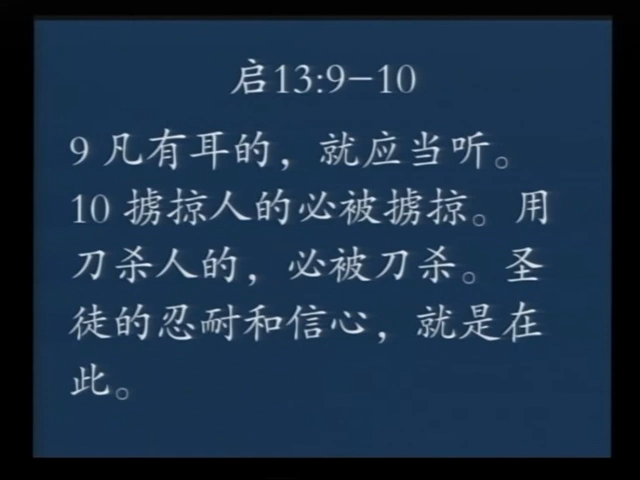 启13:9-10
9 凡有耳的，就应当听。
10 掳掠人的必被掳掠。用
刀杀人的，必被刀杀。圣
徒的忍耐和信心，就是在
此。